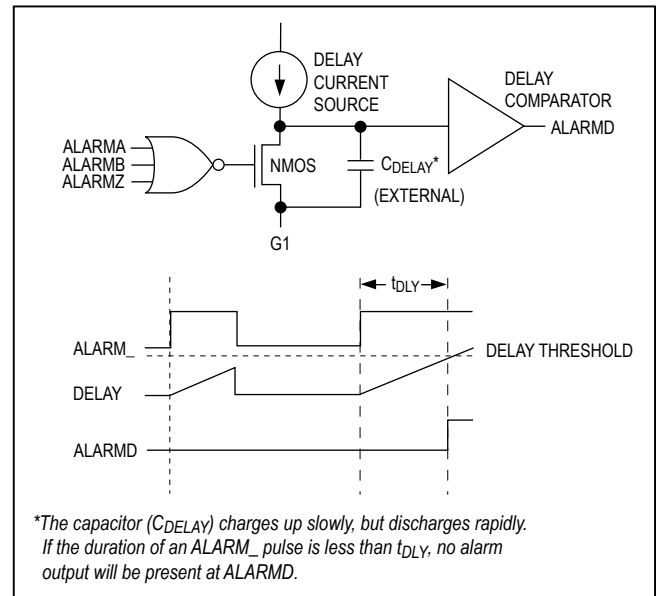 DELAY
CURRENT
SOURCE
DELAY
COMPARATOR
ALARMD
ALARMA
ALARMB
ALARMZ
NMOS
CDELAY*
(EXTERNAL)
G1
tDLY
ALARM_
DELAY THRESHOLD
DELAY
ALARMD
*The capacitor (CDELAY) charges up slowly, but discharges rapidly.
If the duration of an ALARM_ pulse is less than tDLY, no alarm
output will be present at ALARMD.